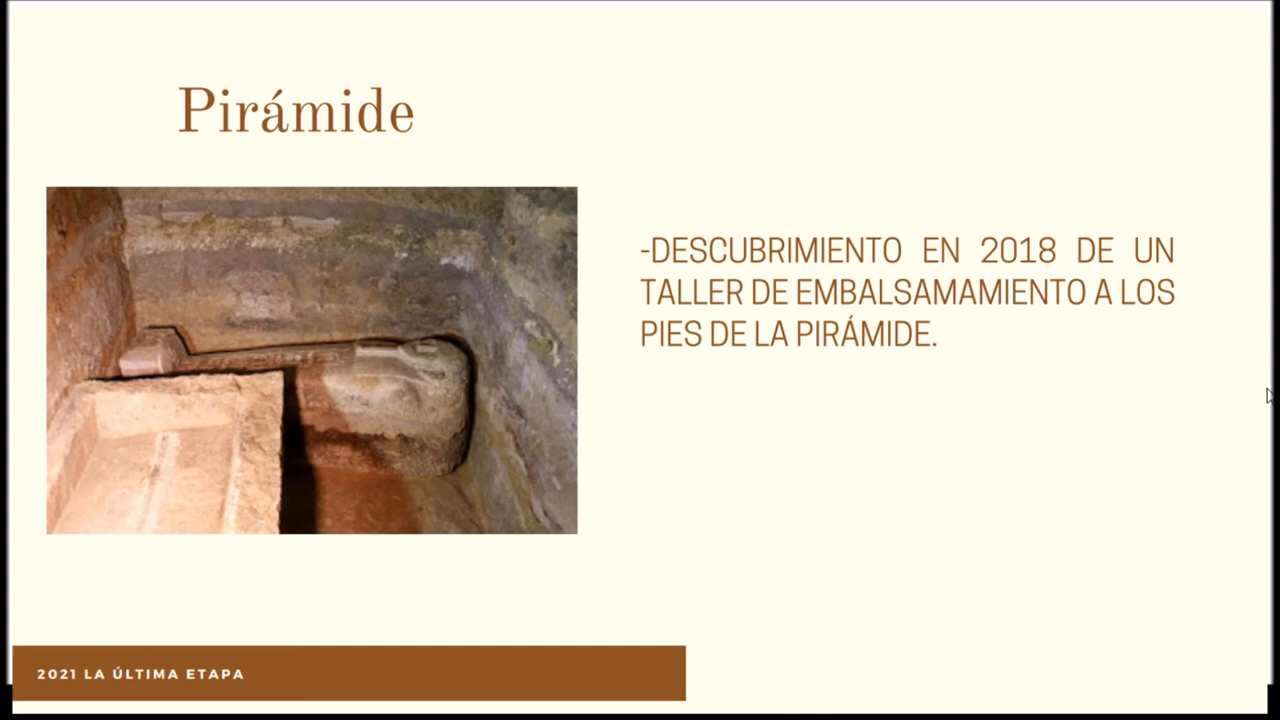 Pirámide
-DESCUBRIMIENTO EN 2018 DE UN
TALLER DE EMBALSAMAMIENTO A LOS
PIES DE LA PIRÁMIDE.
2021 LA ÚLTIMA ETAPA